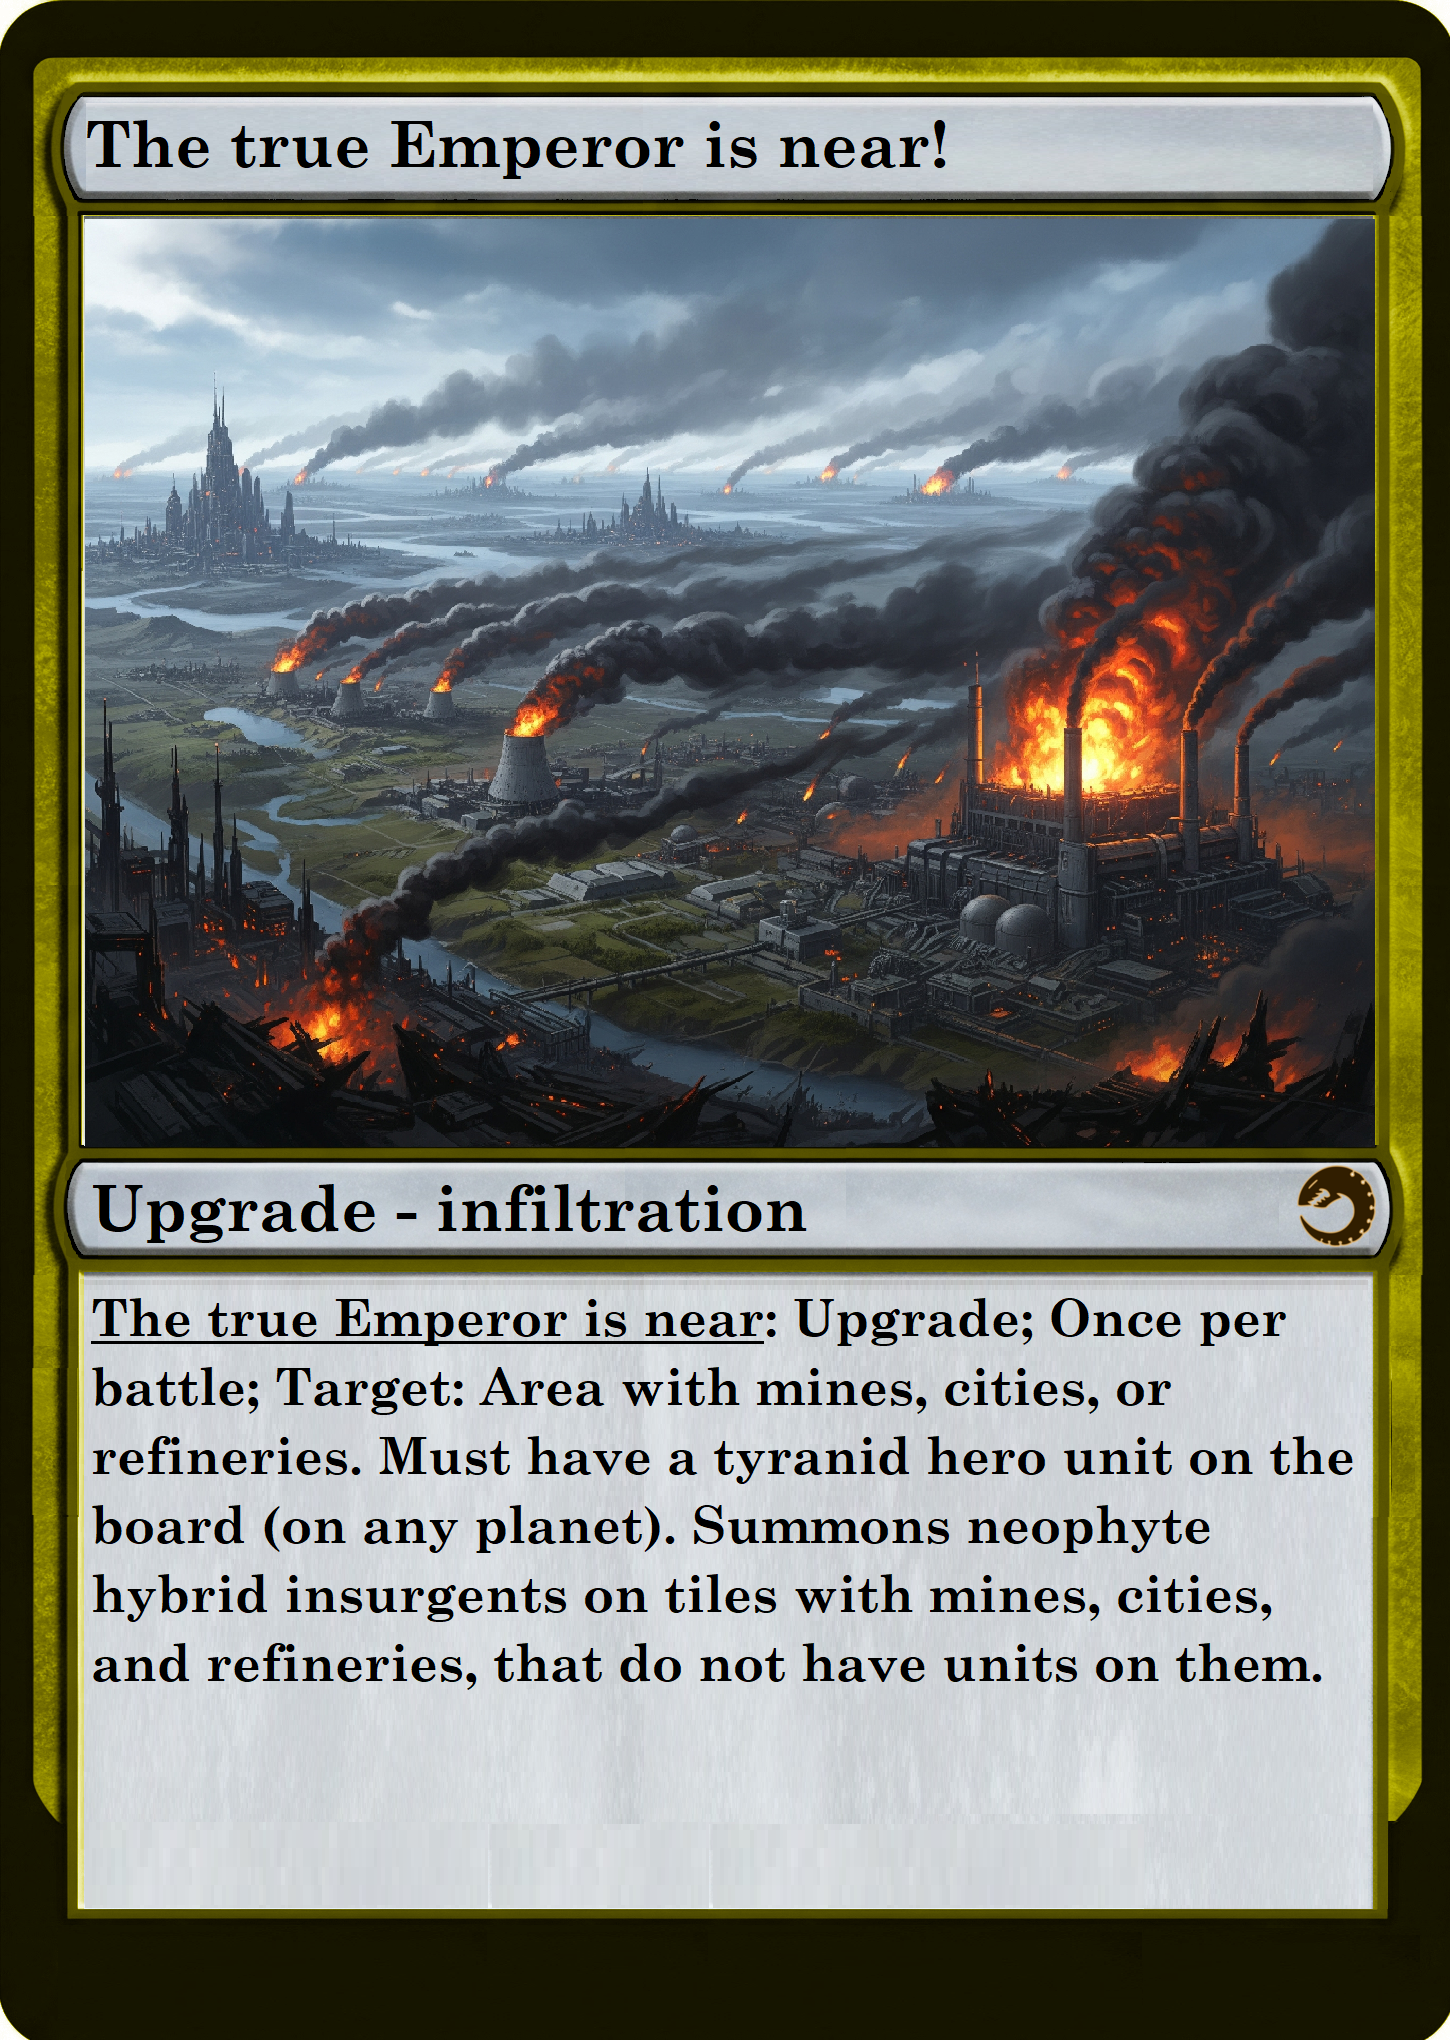 The true Emperor is near!
Upgrade - infiltration
The true Emperor is near: Upgrade; Once per
battle; Target: Area with mines, cities, or
refineries. Must have a tyranid hero unit on the
board (on any planet). Summons neophyte
hybrid insurgents on tiles with mines, cities,
and refineries, that do not have units on them.